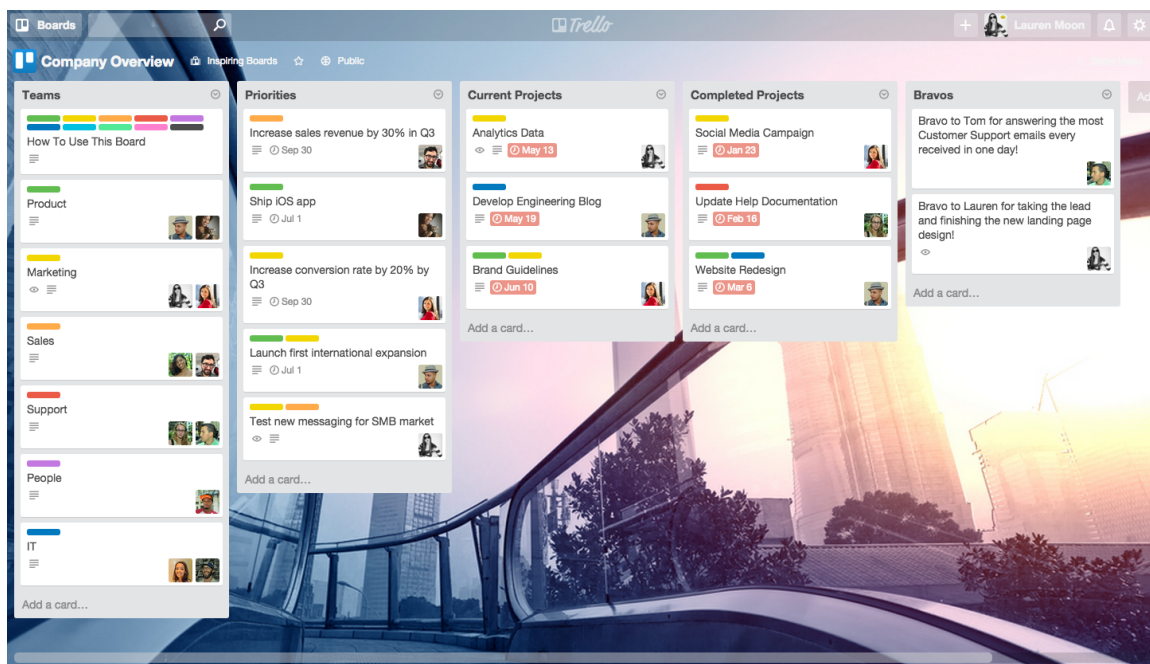 Boards
Trello
Lauren Moon
Company Overview
Inspiring Boards
Public
Teams
How To Use This Board
Product
Marketing
Sales
Support
People
IT
Add a card...
Priorities
Increase sales revenue by 30% in Q3
Sep 30
Ship iOS app
Jul 1
Increase conversion rate by 20% by
Q3
Sep 30
Launch first international expansion
Jul 1
Test new messaging for SMB market
Add a card...
Current Projects
Analytics Data
May 13
Develop Engineering Blog
May 19
Brand Guidelines
Jun 10
Add a card...
Completed Projects
Social Media Campaign
Jan 23
Update Help Documentation
Feb 16
Website Redesign
Mar 6
Add a card...
Bravos
Bravo to Tom for answering the most
Customer Support emails every
received in one day!
Bravo to Lauren for taking the lead
and finishing the new landing page
design!
Add a card...
Ad